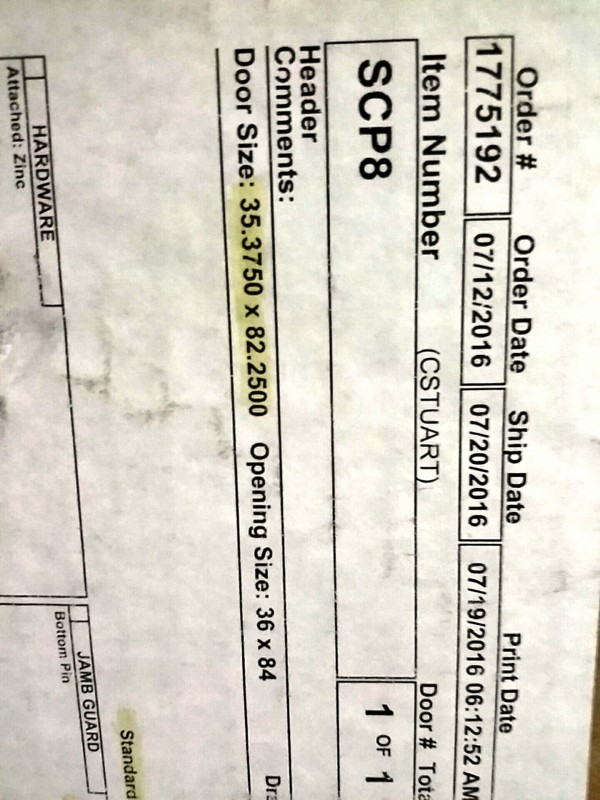 Order # Order Date Ship Date Print Date
1775192 07/12/2016 07/20/2016 07/19/2016 06:12:52 AM
Item Number (CSTUART) Door # Tota
SCP8 1 OF 1
Header
Comments:
Door Size: 35.3750 x 82.2500 Opening Size: 36 x 84 Dra
Standard
HARDWARE JAMB GUARD
Attached: Zinc Bottom Pin